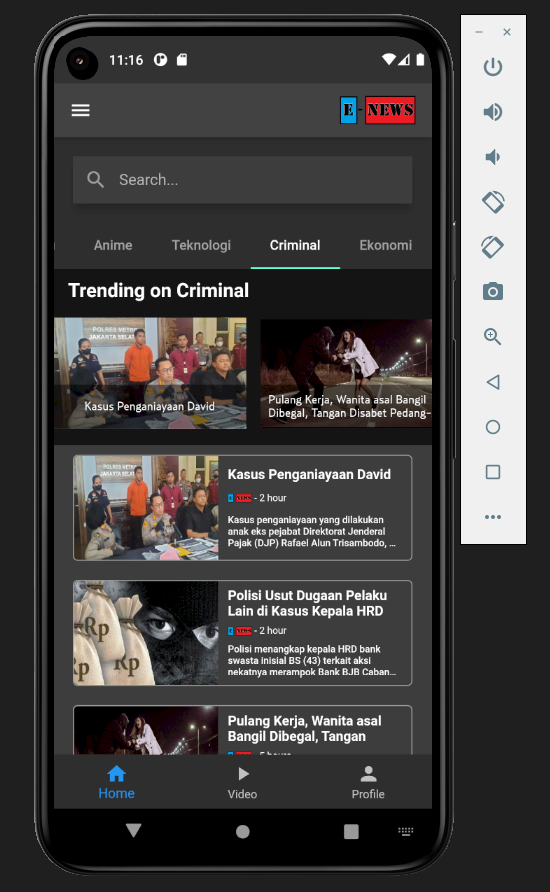 11:16
E-NEWS
Search...
Anime Teknologi Criminal Ekonomi
Trending on Criminal
POLRES METRO
JAKARTA SELAT
Kasus Penganiayaan David
Pulang Kerja, Wanita asal Bangil
Dibegal, Tangan Disabet Pedang-
Kasus Penganiayaan David
E-NEWS - 2 hour
Kasus penganiayaan yang dilakukan
anak eks pejabat Direktorat Jenderal
Pajak (DJP) Rafael Alun Trisambodo, ...
Polisi Usut Dugaan Pelaku
Lain di Kasus Kepala HRD
E-NEWS - 2 hour
Polisi menangkap kepala HRD bank
swasta inisial BS (43) terkait aksi
nekatnya merampok Bank BJB Caban...
Rp
Rp
Rp
Pulang Kerja, Wanita asal
Bangil Dibegal, Tangan
Home Video Profile